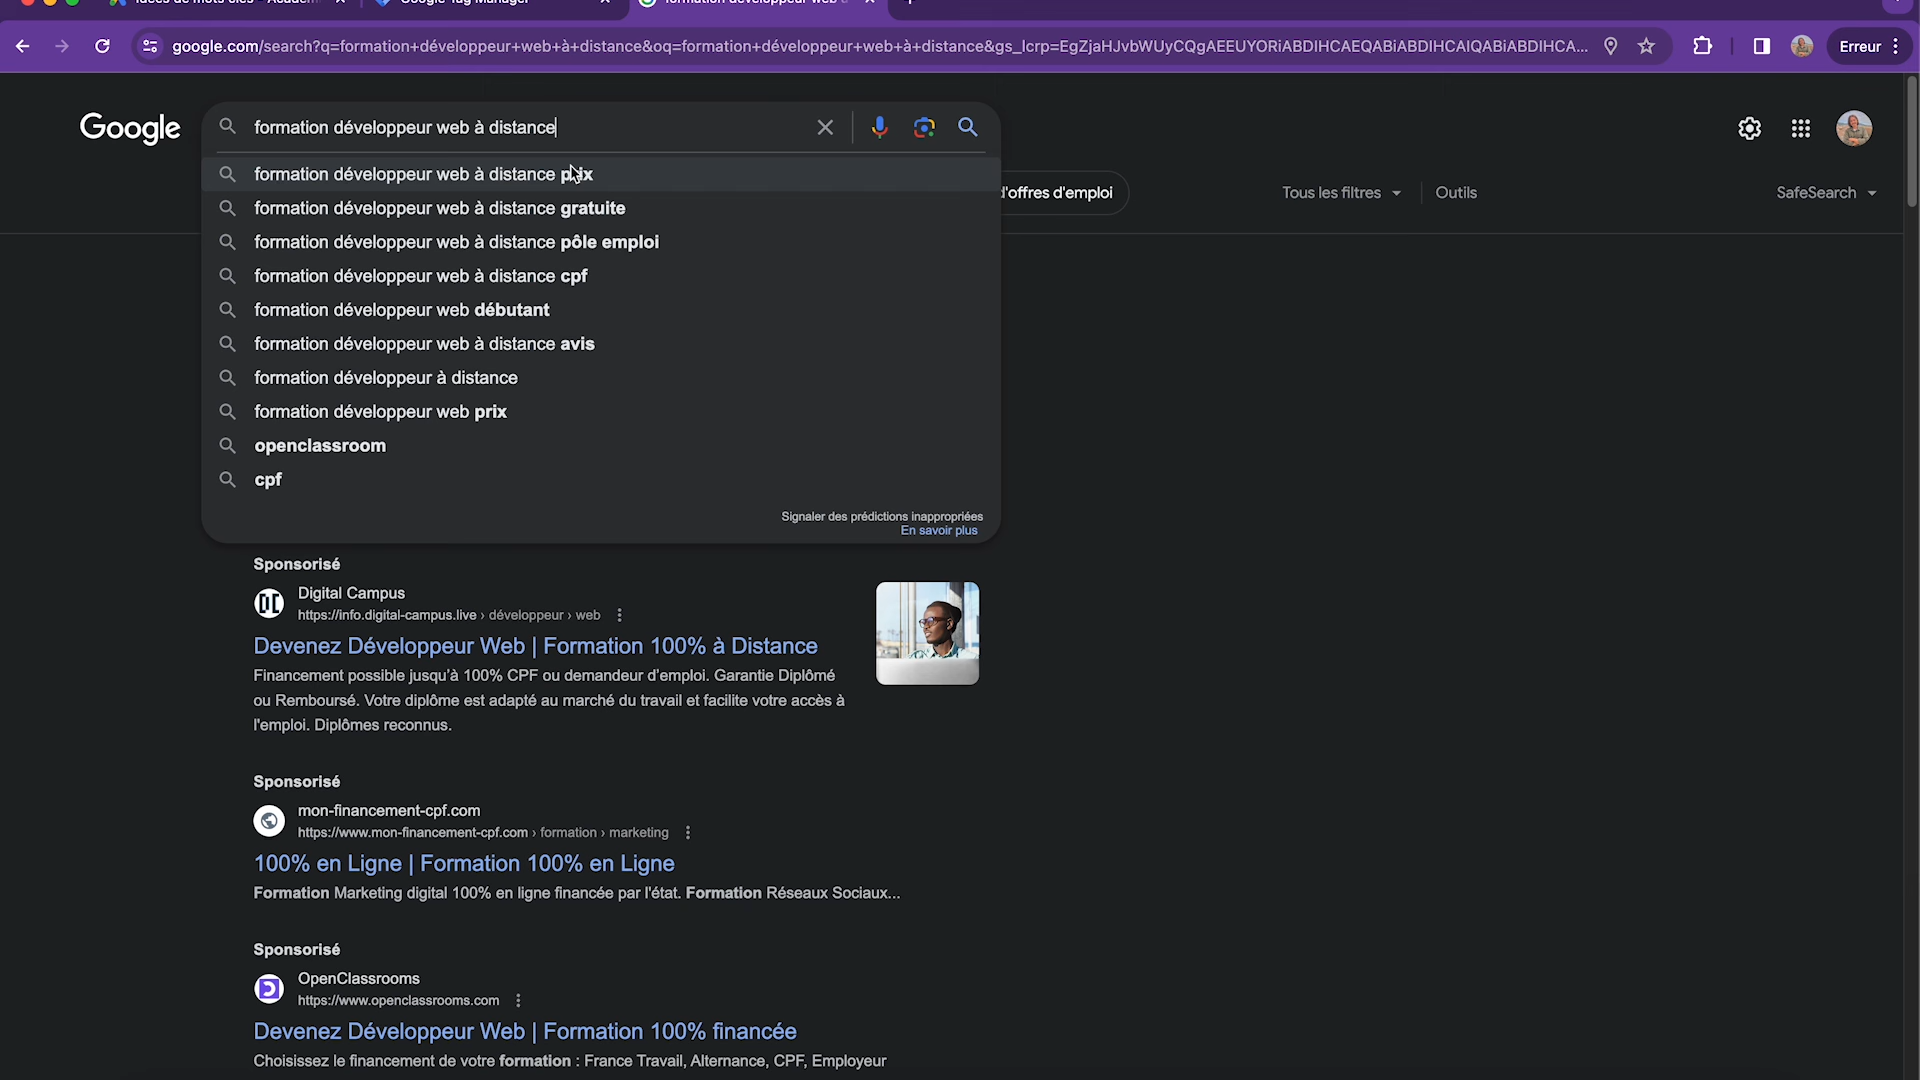 Google Tag Manager
google.com/search?q=formation+développeur+web+à+distance&oq=formation+développeur+web+à+distance&gs_lcrp=EgZjaHJvbWUyCQgAEEUYORiABDIHCAEQABiABDIHCAIQABiABDIHCA...
Erreur
Google
formation développeur web à distance
formation développeur web à distance prix
formation développeur web à distance gratuite
formation développeur web à distance pôle emploi
formation développeur web à distance cpf
formation développeur web débutant
formation développeur web à distance avis
formation développeur à distance
formation développeur web prix
openclassroom
cpf
Signaler des prédictions inappropriées
En savoir plus
d'offres d'emploi
Tous les filtres
Outils
SafeSearch
Sponsorisé
Digital Campus
https://info.digital-campus.live › développeur › web
Devenez Développeur Web | Formation 100% à Distance
Financement possible jusqu'à 100% CPF ou demandeur d'emploi. Garantie Diplômé
ou Remboursé. Votre diplôme est adapté au marché du travail et facilite votre accès à
l'emploi. Diplômes reconnus.
Sponsorisé
mon-financement-cpf.com
https://www.mon-financement-cpf.com › formation › marketing
100% en Ligne | Formation 100% en Ligne
Formation Marketing digital 100% en ligne financée par l'état. Formation Réseaux Sociaux...
Sponsorisé
OpenClassrooms
https://www.openclassrooms.com
Devenez Développeur Web | Formation 100% financée
Choisissez le financement de votre formation : France Travail, Alternance, CPF, Employeur